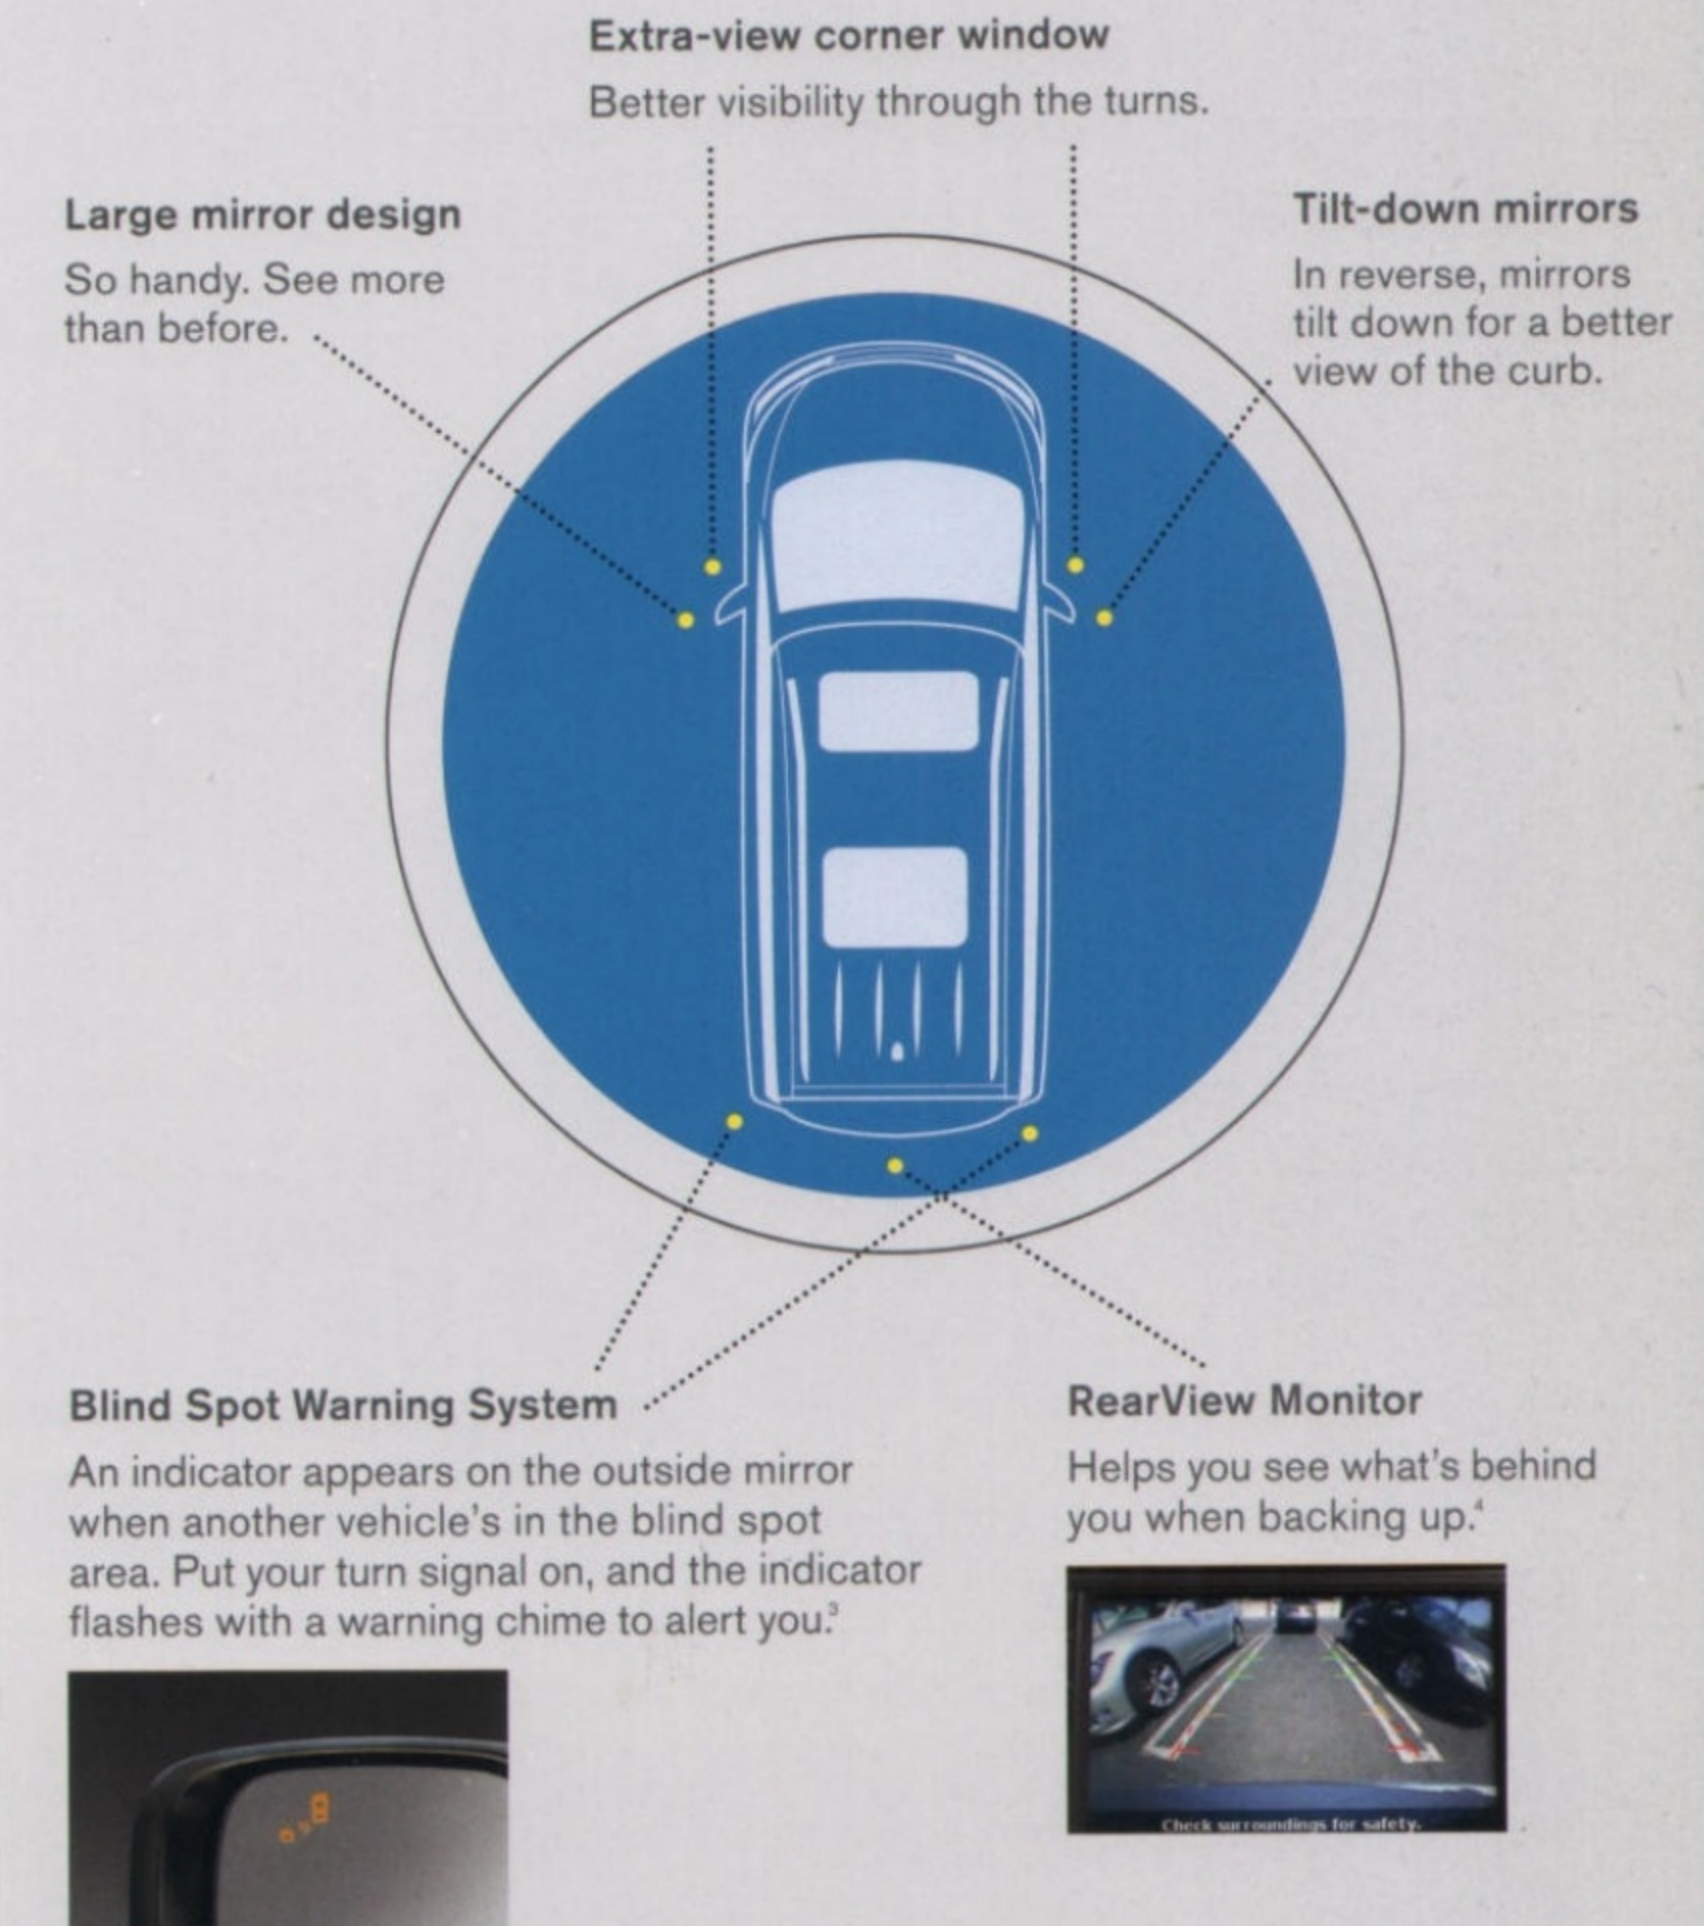 Extra-view corner window
Better visibility through the turns.
Large mirror design
So handy. See more
than before.
Tilt-down mirrors
In reverse, mirrors
tilt down for a better
view of the curb.
Blind Spot Warning System
An indicator appears on the outside mirror
when another vehicle's in the blind spot
area. Put your turn signal on, and the indicator
flashes with a warning chime to alert you.³
RearView Monitor
Helps you see what's behind
you when backing up.⁴
Check surroundings for safety.